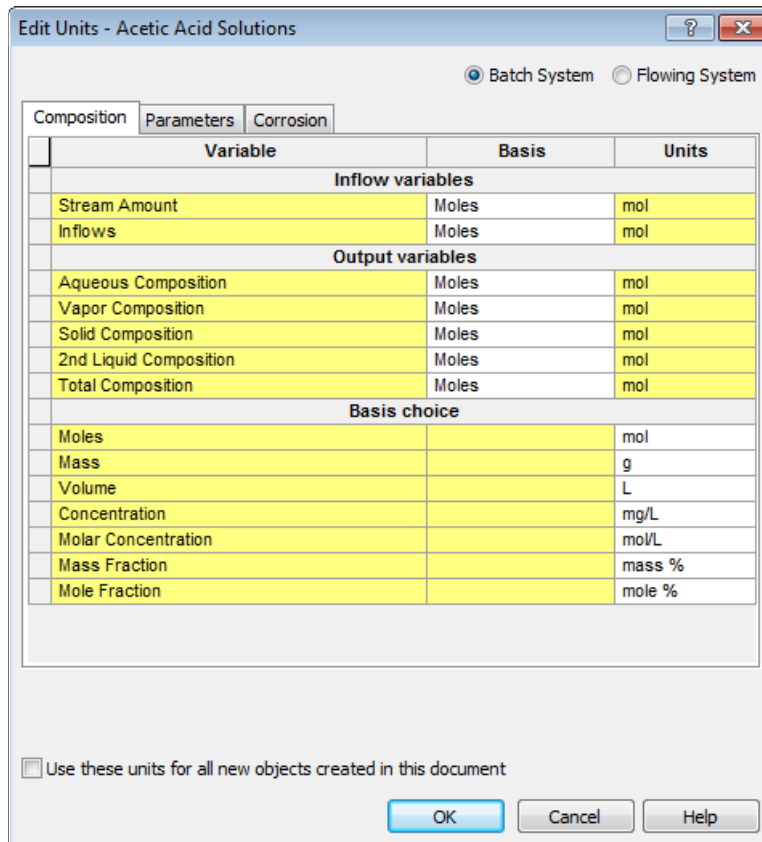 Edit Units - Acetic Acid Solutions
Batch System Flowing System
Composition Parameters Corrosion
Variable Basis Units
Inflow variables
Stream Amount Moles mol
Inflows Moles mol
Output variables
Aqueous Composition Moles mol
Vapor Composition Moles mol
Solid Composition Moles mol
2nd Liquid Composition Moles mol
Total Composition Moles mol
Basis choice
Moles mol
Mass g
Volume L
Concentration mg/L
Molar Concentration mol/L
Mass Fraction mass %
Mole Fraction mole %
Use these units for all new objects created in this document
OK Cancel Help